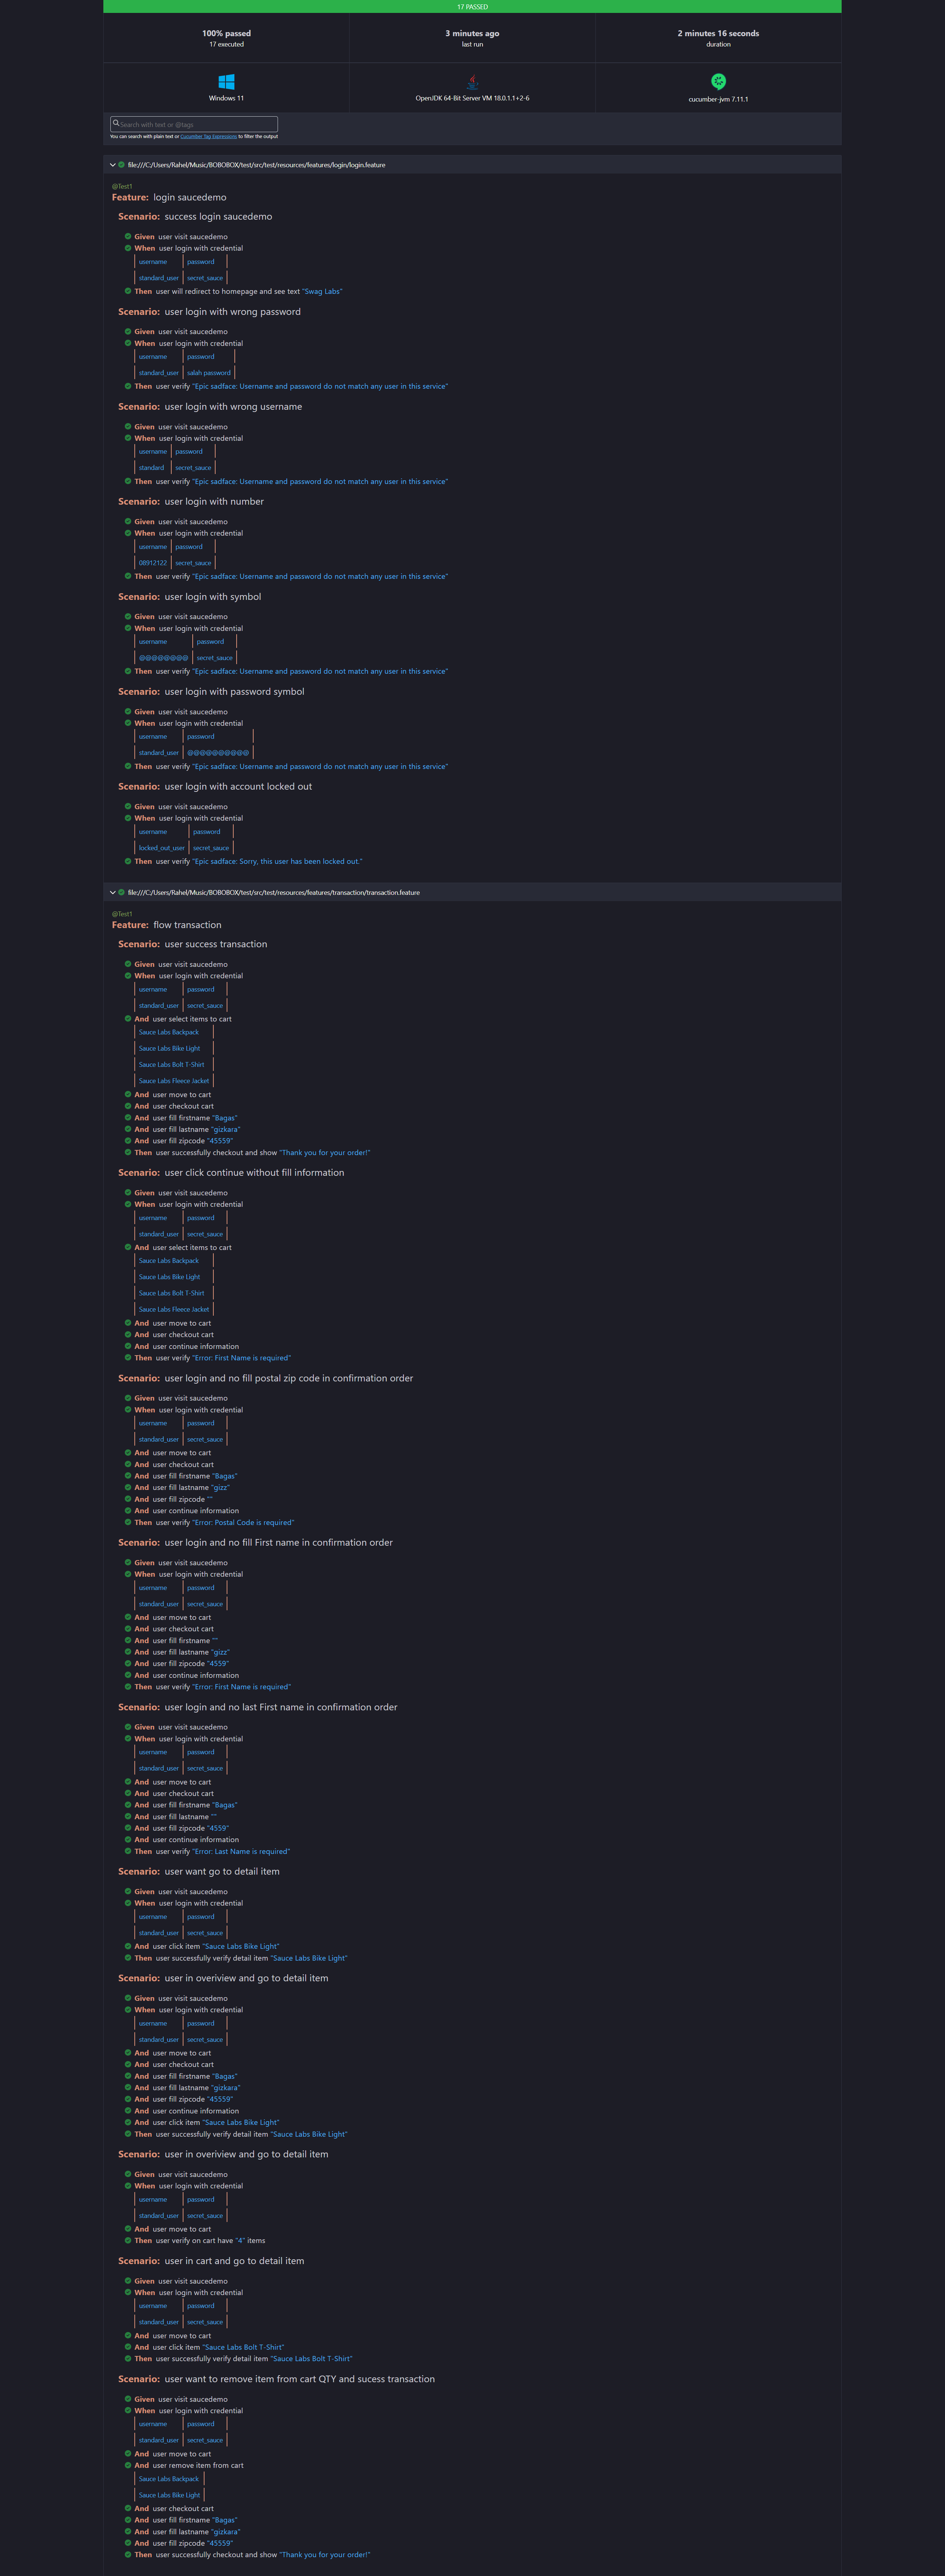 17 PASSED
100% passed
17 executed
3 minutes ago
last run
2 minutes 16 seconds
duration
Windows 11
OpenJDK 64-Bit Server VM 18.0.1.1+2-6
cucumber-jvm 7.11.1
Search with text or @tags
You can search with plain text or Cucumber Tag Expressions to filter the output
file:///C:/Users/Rahel/Music/BOBOBOX/test/src/test/resources/features/login/login.feature
@Test1
Feature: login saucedemo
Scenario: success login saucedemo
Given user visit saucedemo
When user login with credential
username password
standard_user secret_sauce
Then user will redirect to homepage and see text "Swag Labs"
Scenario: user login with wrong password
Given user visit saucedemo
When user login with credential
username password
standard_user salah password
Then user verify "Epic sadface: Username and password do not match any user in this service"
Scenario: user login with wrong username
Given user visit saucedemo
When user login with credential
username password
standard secret_sauce
Then user verify "Epic sadface: Username and password do not match any user in this service"
Scenario: user login with number
Given user visit saucedemo
When user login with credential
username password
08912122 secret_sauce
Then user verify "Epic sadface: Username and password do not match any user in this service"
Scenario: user login with symbol
Given user visit saucedemo
When user login with credential
username password
@@@@@@@@ secret_sauce
Then user verify "Epic sadface: Username and password do not match any user in this service"
Scenario: user login with password symbol
Given user visit saucedemo
When user login with credential
username password
standard_user @@@@@@@@@@
Then user verify "Epic sadface: Username and password do not match any user in this service"
Scenario: user login with account locked out
Given user visit saucedemo
When user login with credential
username password
locked_out_user secret_sauce
Then user verify "Epic sadface: Sorry, this user has been locked out."
file:///C:/Users/Rahel/Music/BOBOBOX/test/src/test/resources/features/transaction/transaction.feature
@Test1
Feature: flow transaction
Scenario: user success transaction
Given user visit saucedemo
When user login with credential
username password
standard_user secret_sauce
And user select items to cart
Sauce Labs Backpack
Sauce Labs Bike Light
Sauce Labs Bolt T-Shirt
Sauce Labs Fleece Jacket
And user move to cart
And user checkout cart
And user fill firstname "Bagas"
And user fill lastname "gizkara"
And user fill zipcode "45559"
Then user successfully checkout and show "Thank you for your order!"
Scenario: user click continue without fill information
Given user visit saucedemo
When user login with credential
username password
standard_user secret_sauce
And user select items to cart
Sauce Labs Backpack
Sauce Labs Bike Light
Sauce Labs Bolt T-Shirt
Sauce Labs Fleece Jacket
And user move to cart
And user checkout cart
And user continue information
Then user verify "Error: First Name is required"
Scenario: user login and no fill postal zip code in confirmation order
Given user visit saucedemo
When user login with credential
username password
standard_user secret_sauce
And user move to cart
And user checkout cart
And user fill firstname "Bagas"
And user fill lastname "gizz"
And user fill zipcode ""
And user continue information
Then user verify "Error: Postal Code is required"
Scenario: user login and no fill First name in confirmation order
Given user visit saucedemo
When user login with credential
username password
standard_user secret_sauce
And user move to cart
And user checkout cart
And user fill firstname ""
And user fill lastname "gizz"
And user fill zipcode "4559"
And user continue information
Then user verify "Error: First Name is required"
Scenario: user login and no last First name in confirmation order
Given user visit saucedemo
When user login with credential
username password
standard_user secret_sauce
And user move to cart
And user checkout cart
And user fill firstname "Bagas"
And user fill lastname ""
And user fill zipcode "4559"
And user continue information
Then user verify "Error: Last Name is required"
Scenario: user want go to detail item
Given user visit saucedemo
When user login with credential
username password
standard_user secret_sauce
And user click item "Sauce Labs Bike Light"
Then user successfully verify detail item "Sauce Labs Bike Light"
Scenario: user in overiview and go to detail item
Given user visit saucedemo
When user login with credential
username password
standard_user secret_sauce
And user move to cart
And user checkout cart
And user fill firstname "Bagas"
And user fill lastname "gizkara"
And user fill zipcode "45559"
And user continue information
And user click item "Sauce Labs Bike Light"
Then user successfully verify detail item "Sauce Labs Bike Light"
Scenario: user in overiview and go to detail item
Given user visit saucedemo
When user login with credential
username password
standard_user secret_sauce
And user move to cart
Then user verify on cart have "4" items
Scenario: user in cart and go to detail item
Given user visit saucedemo
When user login with credential
username password
standard_user secret_sauce
And user move to cart
And user click item "Sauce Labs Bolt T-Shirt"
Then user successfully verify detail item "Sauce Labs Bolt T-Shirt"
Scenario: user want to remove item from cart QTY and sucess transaction
Given user visit saucedemo
When user login with credential
username password
standard_user secret_sauce
And user move to cart
And user remove item from cart
Sauce Labs Backpack
Sauce Labs Bike Light
And user checkout cart
And user fill firstname "Bagas"
And user fill lastname "gizkara"
And user fill zipcode "45559"
Then user successfully checkout and show "Thank you for your order!"